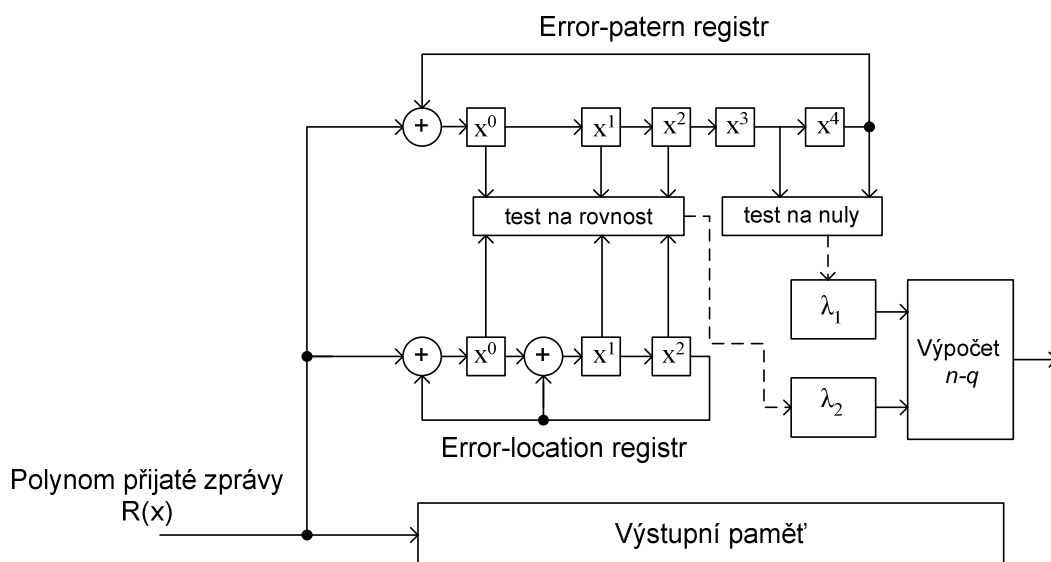 Error-patern registr
+ x⁰ x¹ x² x³ x⁴
test na rovnost test na nuly
λ₁
+ x⁰ + x¹ x² Výpočet
n-q
λ₂
Error-location registr
Polynom přijaté zprávy
R(x)
Výstupní paměť